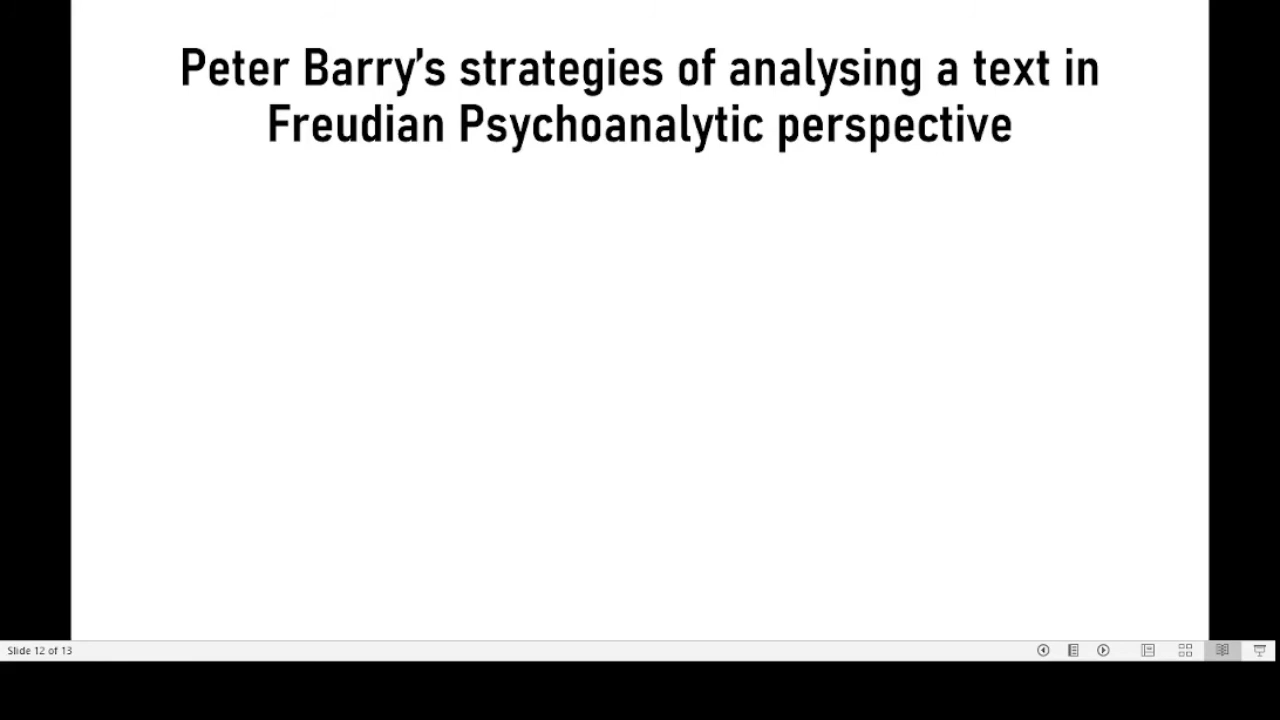 Peter Barry's strategies of analysing a text in
Freudian Psychoanalytic perspective
Slide 12 of 13